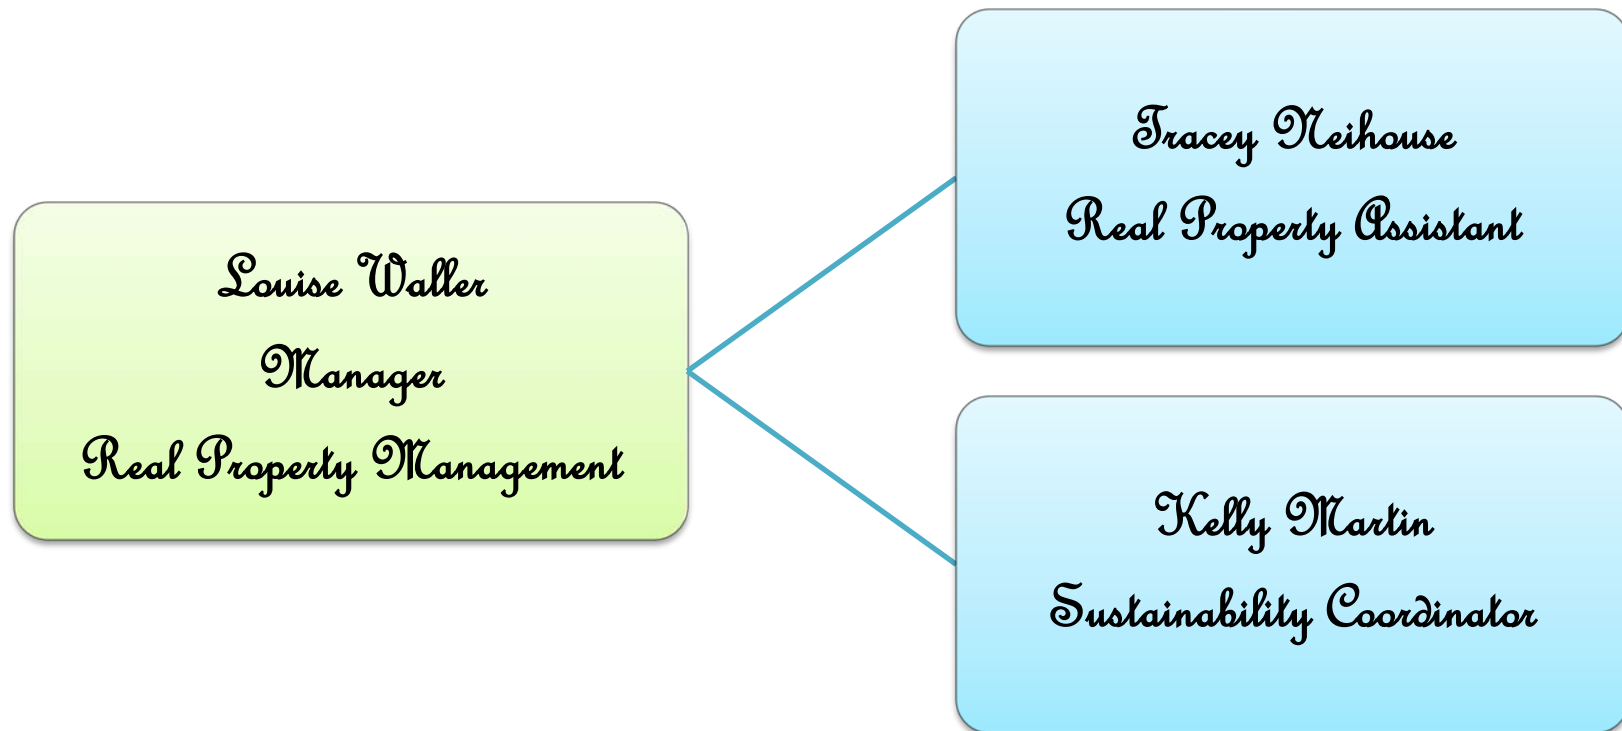 Louise Waller
Manager
Real Property Management
Tracey Neihouse
Real Property Assistant
Kelly Martin
Sustainability Coordinator